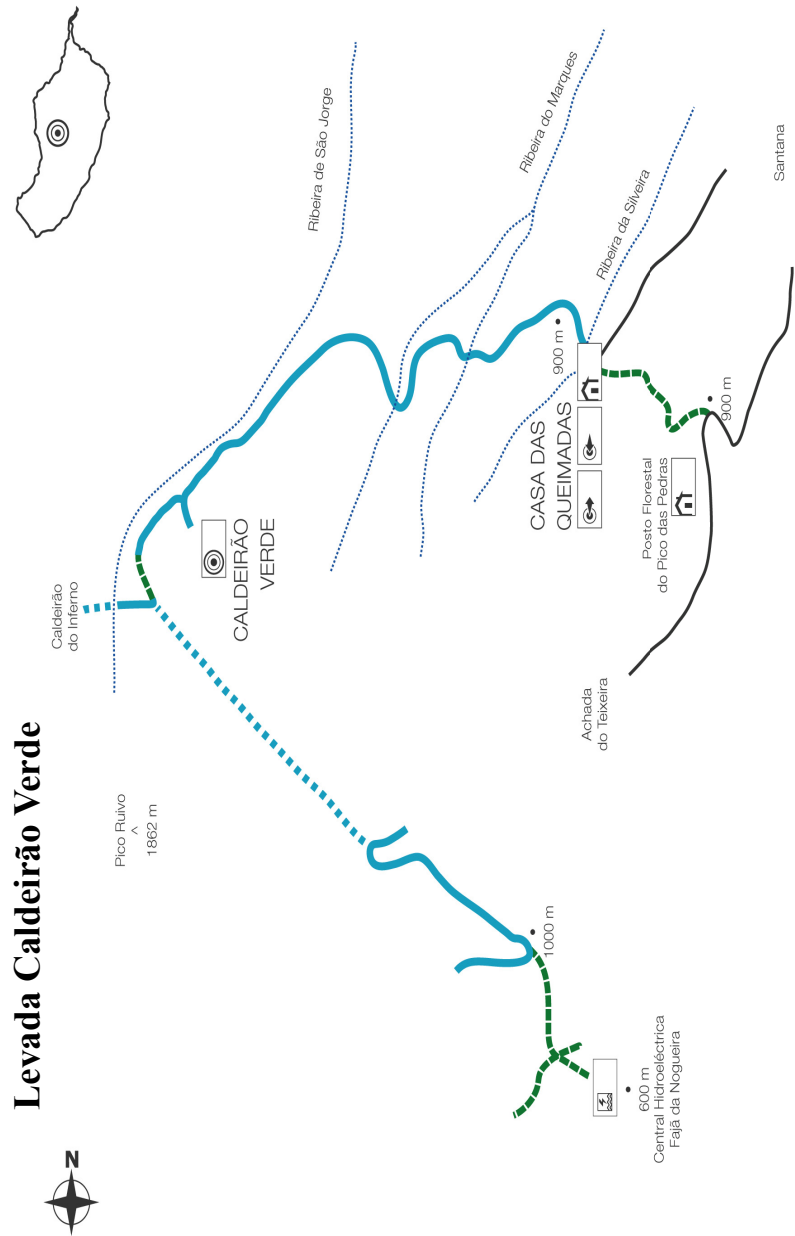 Levada Caldeirão Verde
N
Pico Ruivo
^
1862 m
Caldeirão
do Inferno
Ribeira de São Jorge
Ribeira do Marques
Ribeira da Silveira
CALDEIRÃO
VERDE
CASA DAS
QUEIMADAS
900 m
Posto Florestal
do Pico das Pedras
900 m
Santana
Achada
do Teixeira
1000 m
600 m
Central Hidroeléctrica
Fajã da Nogueira